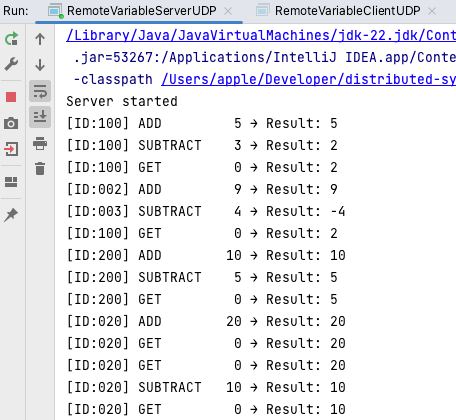 Run: RemoteVariableServerUDP × RemoteVariableClientUDP ×
/Library/Java/JavaVirtualMachines/jdk-22.jdk/Cont
.jar=53267:/Applications/IntelliJ IDEA.app/Conte
-classpath /Users/apple/Developer/distributed-sy
Server started
[ID:100] ADD 5 → Result: 5
[ID:100] SUBTRACT 3 → Result: 2
[ID:100] GET 0 → Result: 2
[ID:002] ADD 9 → Result: 9
[ID:003] SUBTRACT 4 → Result: -4
[ID:100] GET 0 → Result: 2
[ID:200] ADD 10 → Result: 10
[ID:200] SUBTRACT 5 → Result: 5
[ID:200] GET 0 → Result: 5
[ID:020] ADD 20 → Result: 20
[ID:020] GET 0 → Result: 20
[ID:020] GET 0 → Result: 20
[ID:020] SUBTRACT 10 → Result: 10
[ID:020] GET 0 → Result: 10